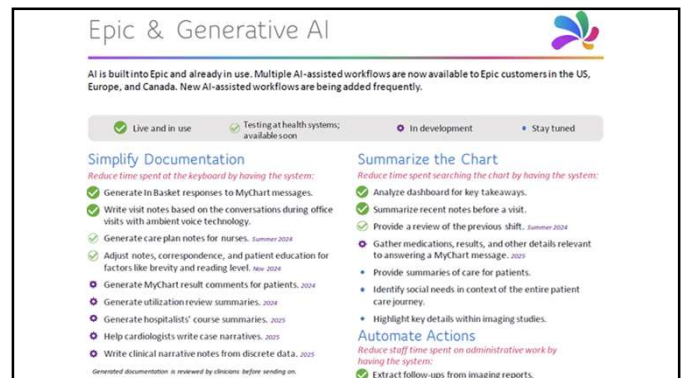 Epic & Generative AI
AI is built into Epic and already in use. Multiple AI-assisted workflows are now available to Epic customers in the US,
Europe, and Canada. New AI-assisted workflows are being added frequently.
Live and in use
Testing at health systems;
available soon
In development
Stay tuned
Simplify Documentation
Reduce time spent at the keyboard by having the system:
Generate In Basket responses to MyChart messages.
Write visit notes based on the conversations during office
visits with ambient voice technology.
Generate care plan notes for nurses. Summer 2024
Adjust notes, correspondence, and patient education for
factors like brevity and reading level. Nov 2024
Generate MyChart result comments for patients. 2024
Generate utilization review summaries. 2024
Generate hospitalists' course summaries. 2025
Help cardiologists write case narratives. 2025
Write clinical narrative notes from discrete data. 2025
Generated documentation is reviewed by clinicians before sending on.
Summarize the Chart
Reduce time spent searching the chart by having the system:
Analyze dashboard for key takeaways.
Summarize recent notes before a visit.
Provide a review of the previous shift. Summer 2024
Gather medications, results, and other details relevant
to answering a MyChart message. 2025
Provide summaries of care for patients.
Identify social needs in context of the entire patient
care journey.
Highlight key details within imaging studies.
Automate Actions
Reduce staff time spent on administrative work by
having the system:
Extract follow-ups from imaging reports.